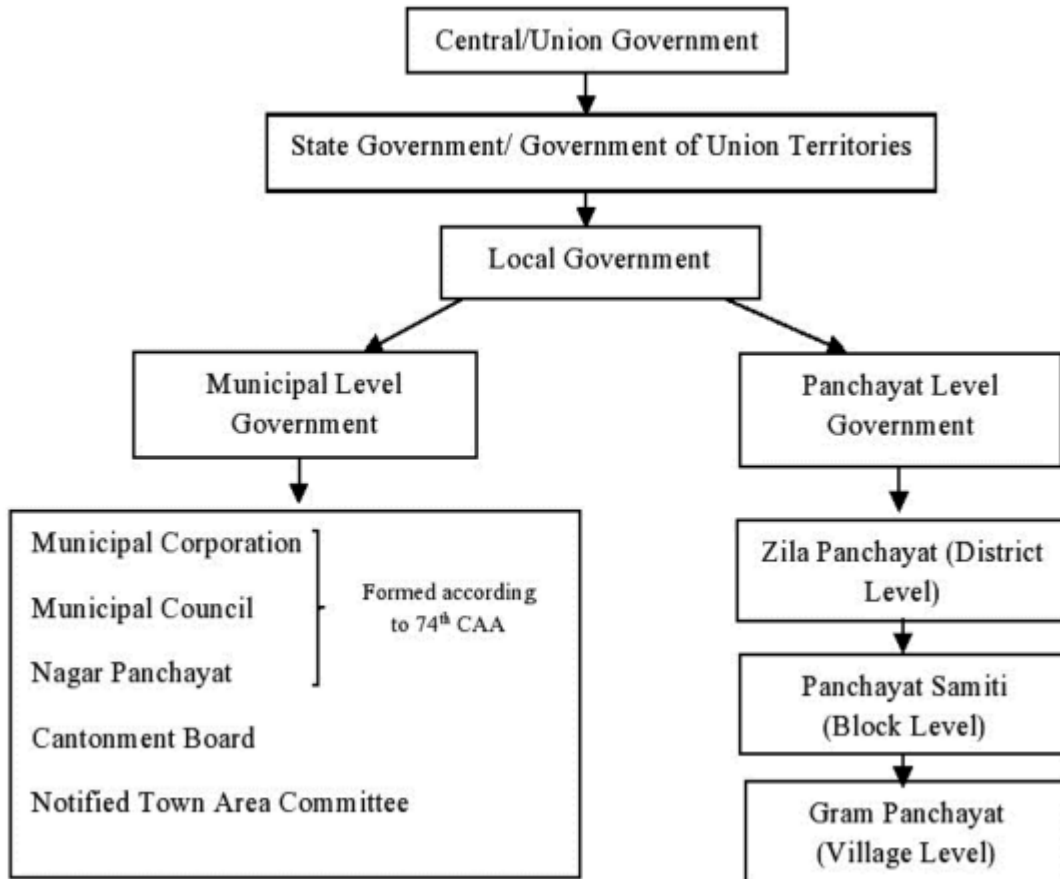 Central/Union Government
State Government/ Government of Union Territories
Local Government
Municipal Level
Government
Panchayat Level
Government
Municipal Corporation
Municipal Council
Nagar Panchayat
Formed according
to 74th CAA
Cantonment Board
Notified Town Area Committee
Zila Panchayat (District
Level)
Panchayat Samiti
(Block Level)
Gram Panchayat
(Village Level)